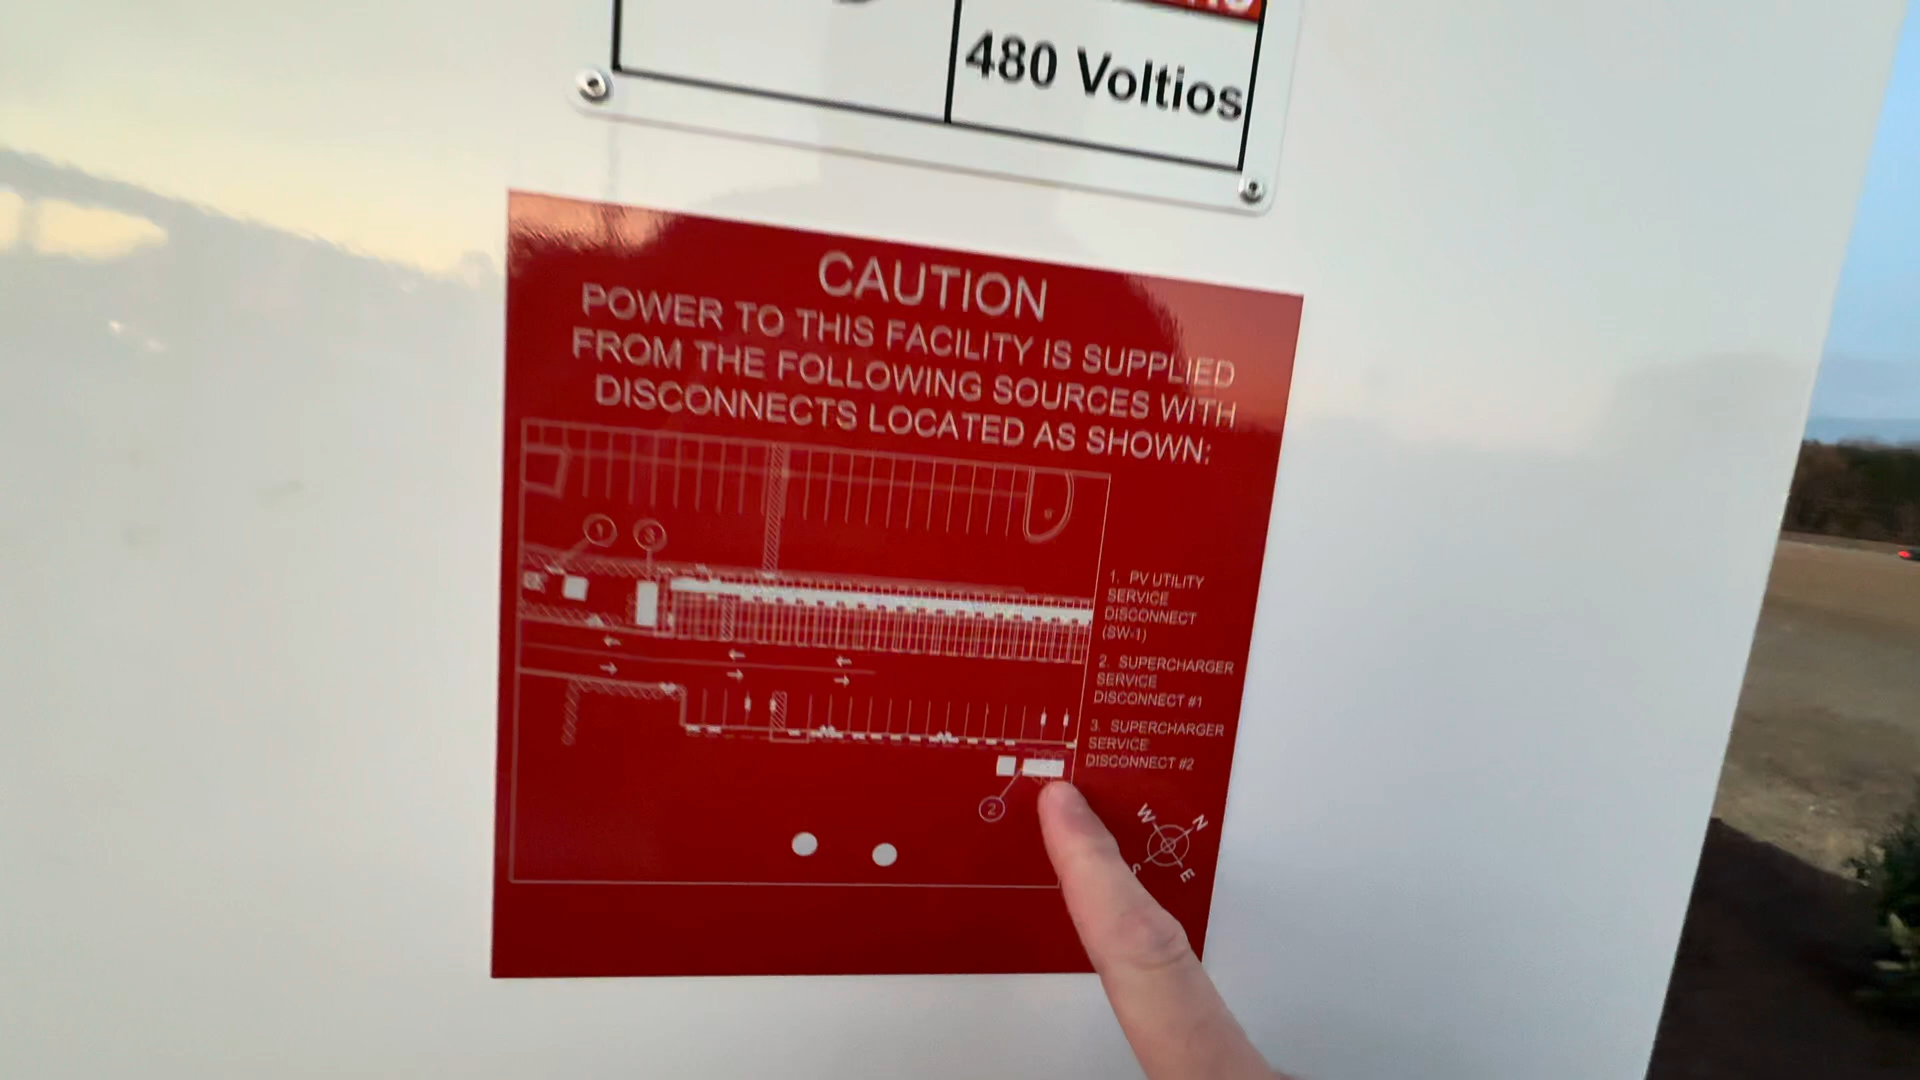 480 Voltios
CAUTION
POWER TO THIS FACILITY IS SUPPLIED
FROM THE FOLLOWING SOURCES WITH
DISCONNECTS LOCATED AS SHOWN:
1
3
1. PV UTILITY
SERVICE
DISCONNECT
(SW-1)
2. SUPERCHARGER
SERVICE
DISCONNECT #1
3. SUPERCHARGER
SERVICE
DISCONNECT #2
2
W
N
S
E